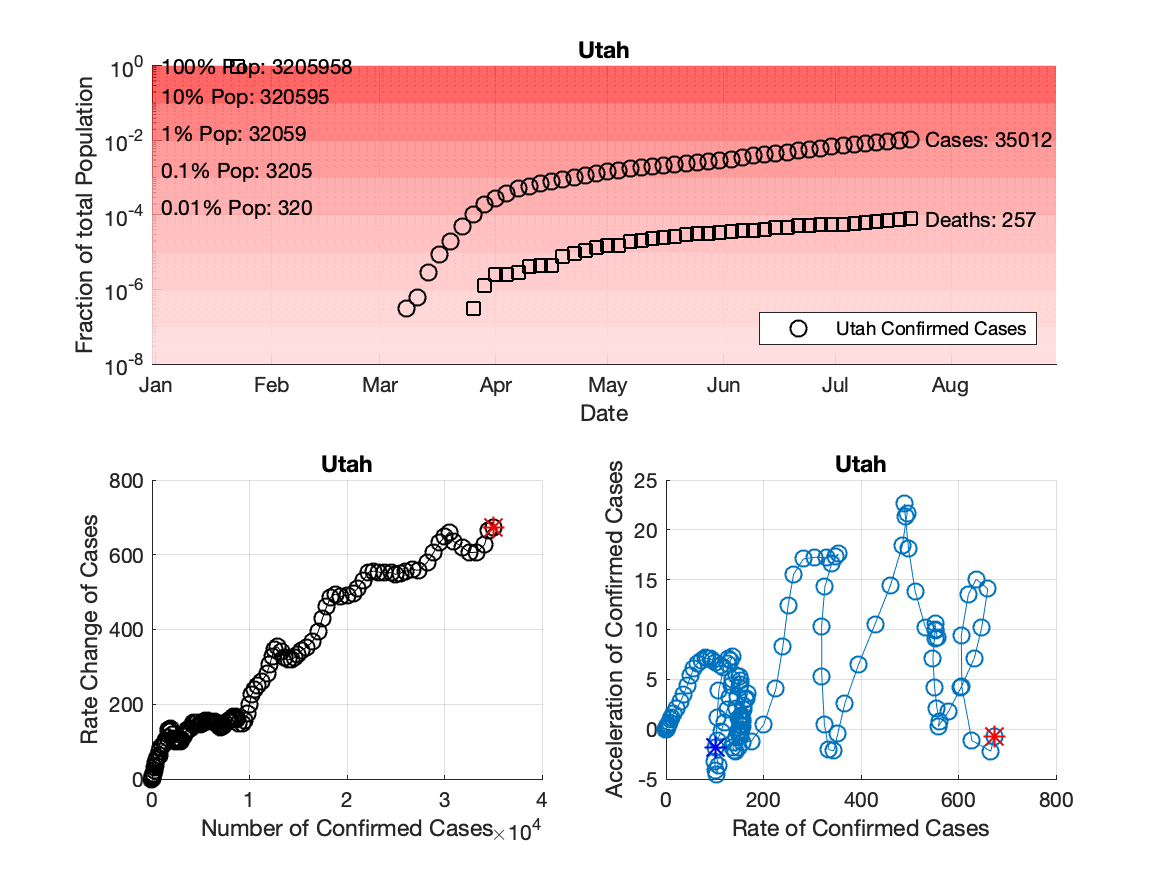 Utah
10^0
10^-2
10^-4
10^-6
10^-8
Fraction of total Population
100% Pop: 3205958
10% Pop: 320595
1% Pop: 32059
0.1% Pop: 3205
0.01% Pop: 320
Cases: 35012
Deaths: 257
Utah Confirmed Cases
Jan Feb Mar Apr May Jun Jul Aug
Date
Utah
800
600
400
200
0
Rate Change of Cases
0 1 2 3 4
Number of Confirmed Cases ×10^4
Utah
25
20
15
10
5
0
-5
Acceleration of Confirmed Cases
0 200 400 600 800
Rate of Confirmed Cases